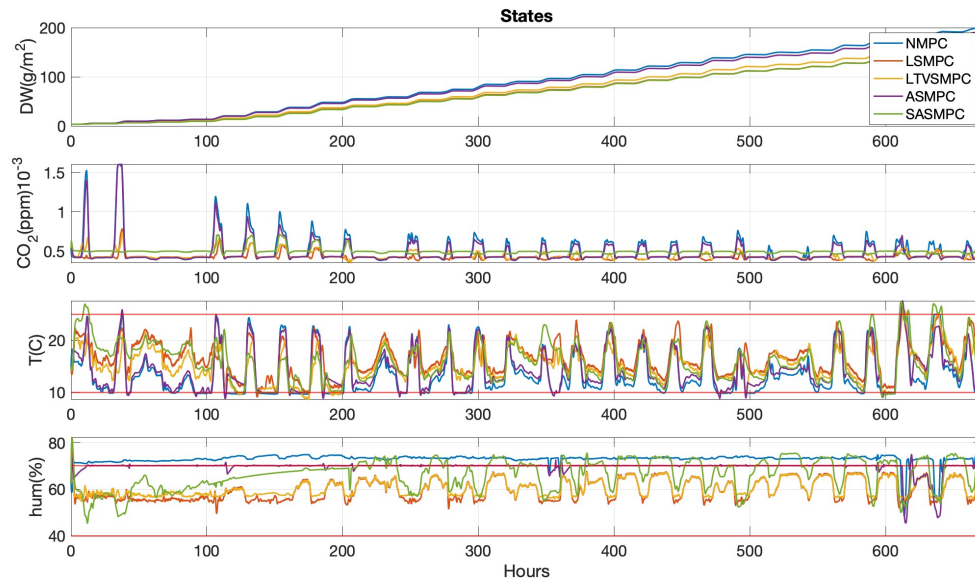 States
DW(g/m²)
200
100
0
0 100 200 300 400 500 600
NMPC
LSMPC
LTVSMPC
ASMPC
SASMPC
CO₂(ppm)10⁻³
1.5
1
0.5
0 100 200 300 400 500 600
T(C)
20
10
0 100 200 300 400 500 600
hum(%)
80
60
40
0 100 200 300 400 500 600
Hours